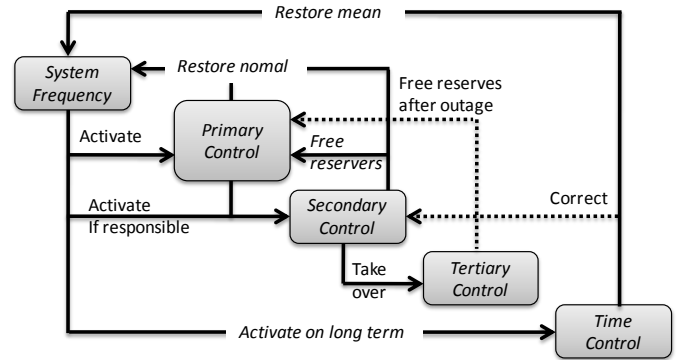 Restore mean
System
Frequency
Restore nomal
Free reserves
after outage
Activate
Primary
Control
Free
reservers
Activate
If responsible
Secondary
Control
Correct
Take
over
Tertiary
Control
Activate on long term
Time
Control